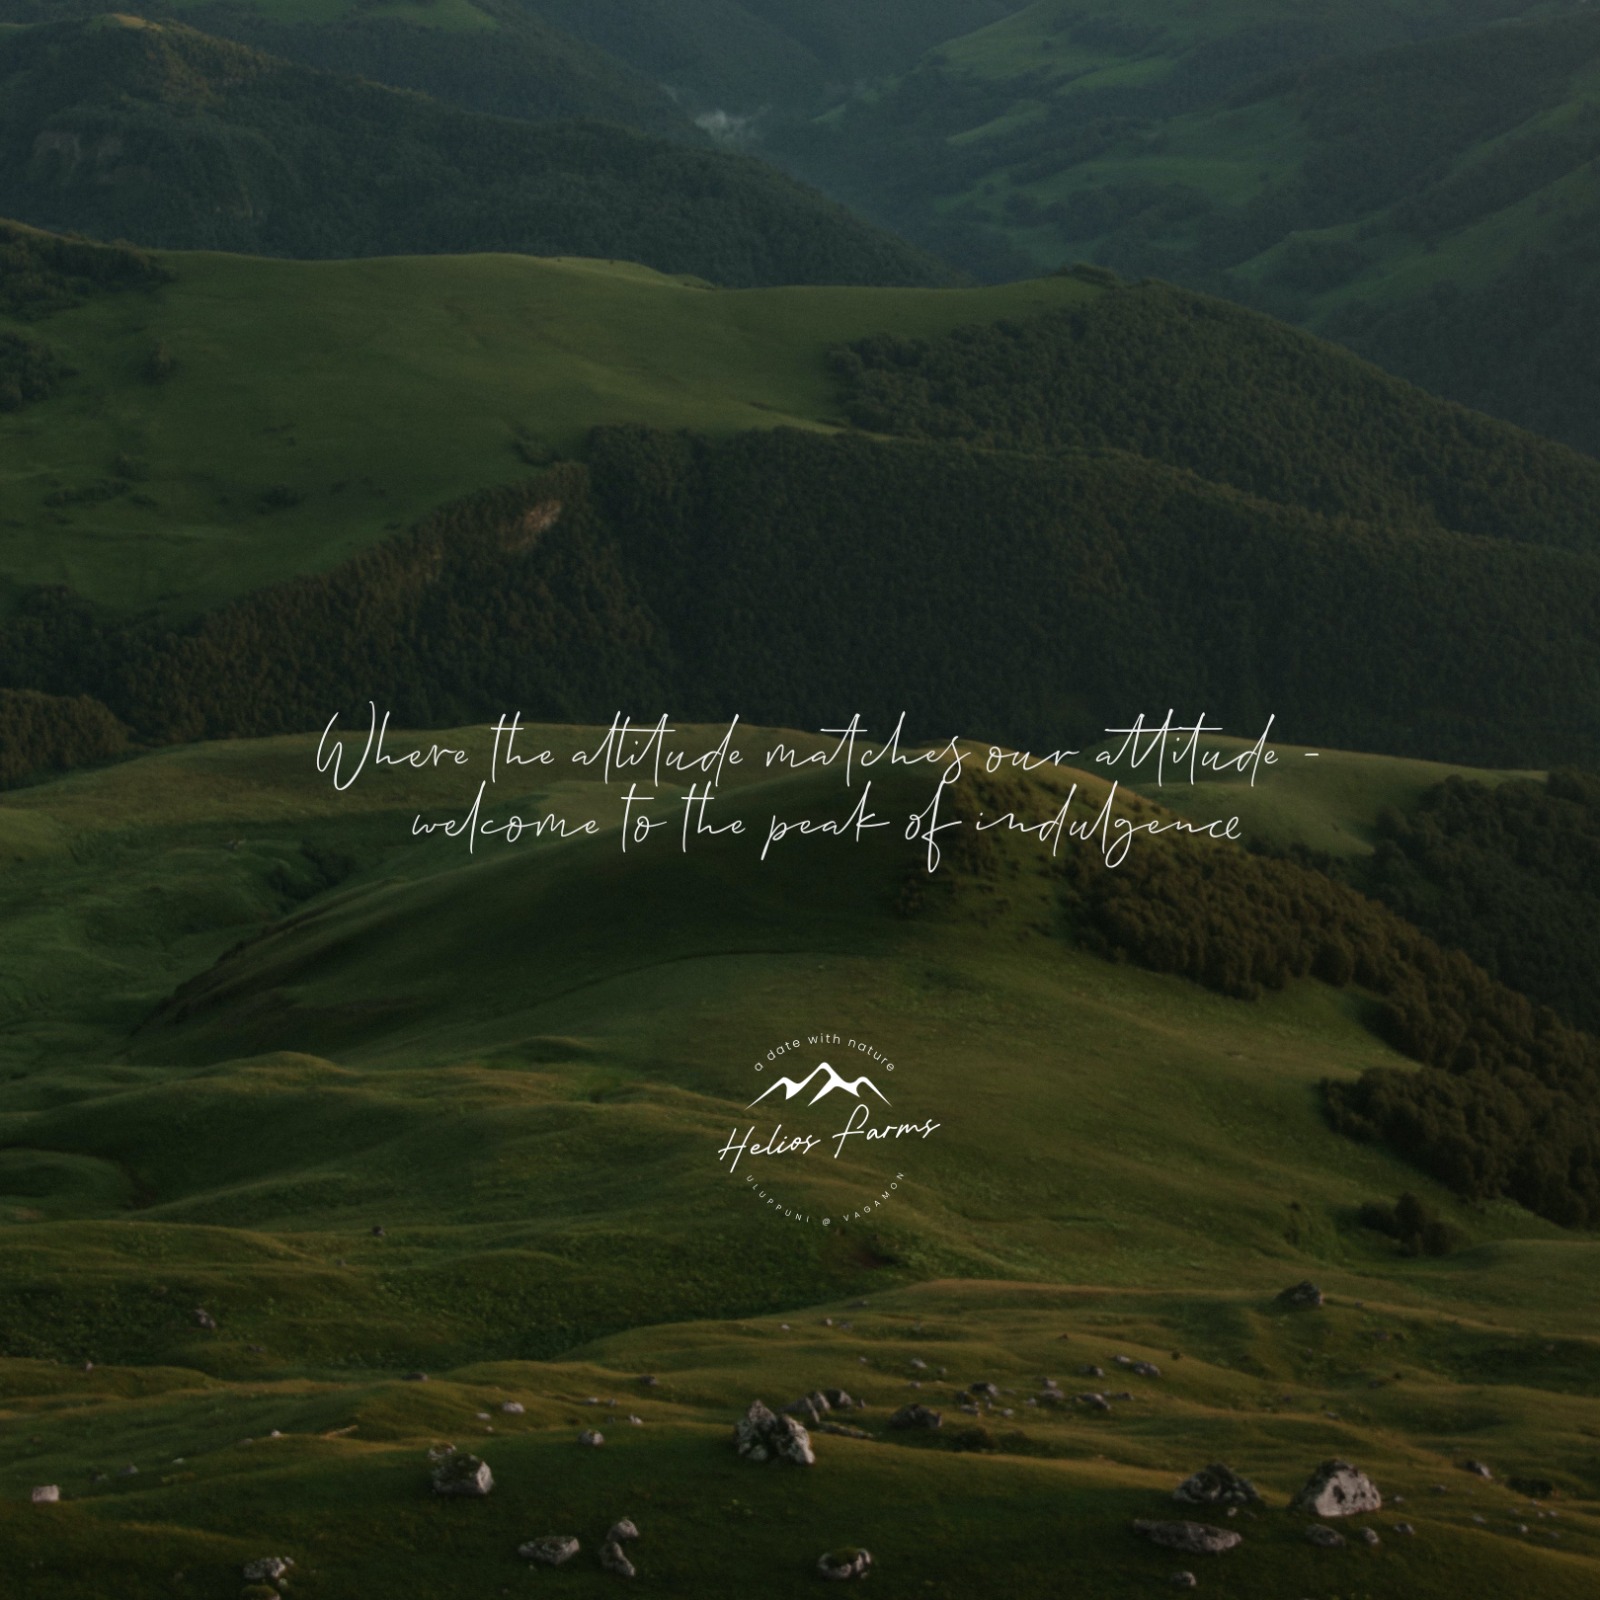 Where the altitude matches our attitude -
welcome to the peak of indulgence
a date with nature
Helios Farms
ULUPPUNI @ VAGAMON